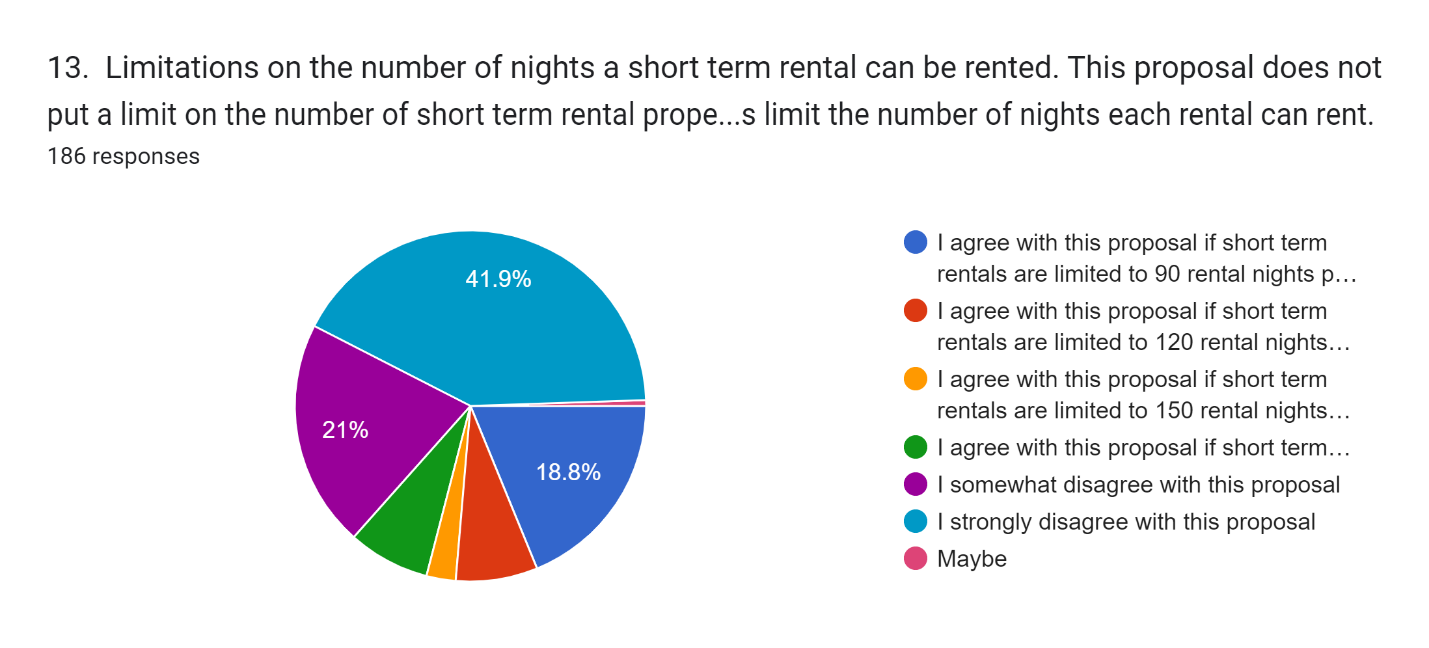 13.  Limitations on the number of nights a short term rental can be rented. This proposal does not
put a limit on the number of short term rental prope...s limit the number of nights each rental can rent.
186 responses
41.9%
21%
18.8%
I agree with this proposal if short term
rentals are limited to 90 rental nights p…
I agree with this proposal if short term
rentals are limited to 120 rental nights…
I agree with this proposal if short term
rentals are limited to 150 rental nights…
I agree with this proposal if short term…
I somewhat disagree with this proposal
I strongly disagree with this proposal
Maybe